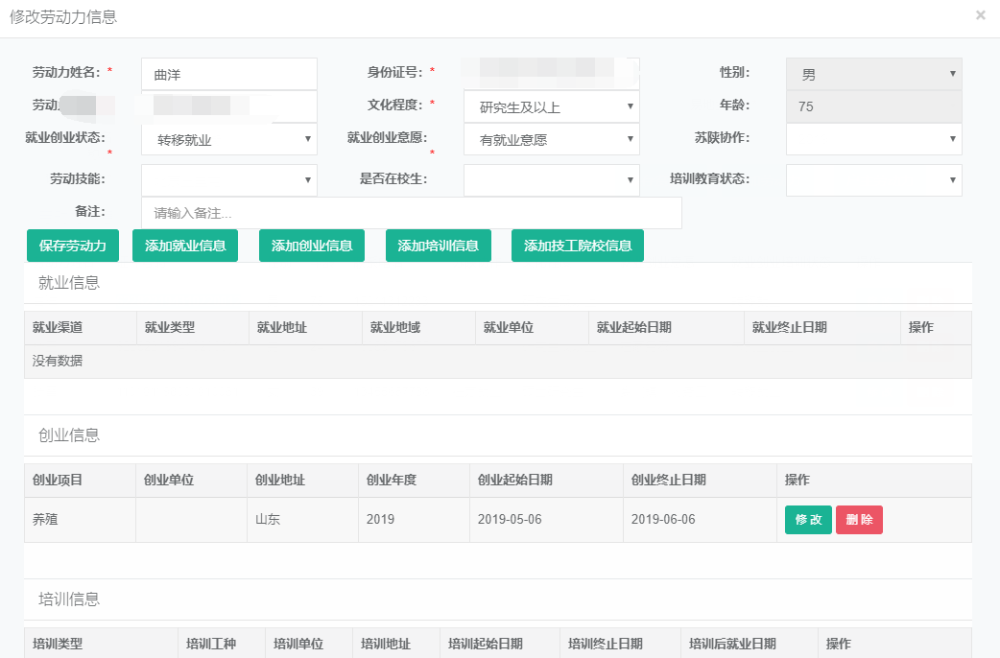 修改劳动力信息 ×
劳动力姓名: * 曲洋 身份证号: * 性别: 男
劳动 文化程度: * 研究生及以上 年龄: 75
就业创业状态: * 转移就业 就业创业意愿: * 有就业意愿 苏陕协作:
劳动技能: 是否在校生: 培训教育状态:
备注: 请输入备注...
保存劳动力 添加就业信息 添加创业信息 添加培训信息 添加技工院校信息
就业信息
就业渠道 就业类型 就业地址 就业地域 就业单位 就业起始日期 就业终止日期 操作
没有数据
创业信息
创业项目 创业单位 创业地址 创业年度 创业起始日期 创业终止日期 操作
养殖 山东 2019 2019-05-06 2019-06-06 修改 删除
培训信息
培训类型 培训工种 培训单位 培训地址 培训起始日期 培训终止日期 培训后就业日期 操作